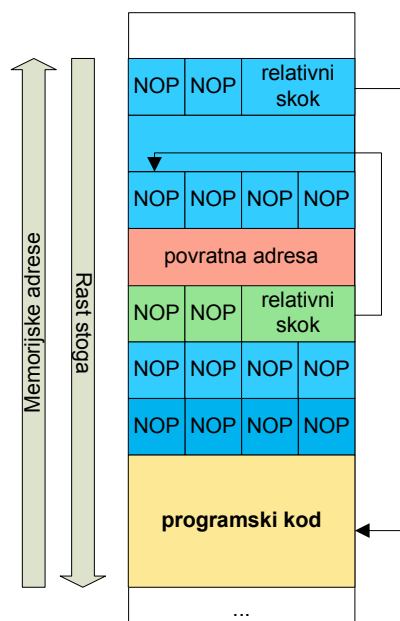 Memorijske adrese
Rast stoga
NOP NOP relativni
skok
NOP NOP NOP NOP
povratna adresa
NOP NOP relativni
skok
NOP NOP NOP NOP
NOP NOP NOP NOP
programski kod
...